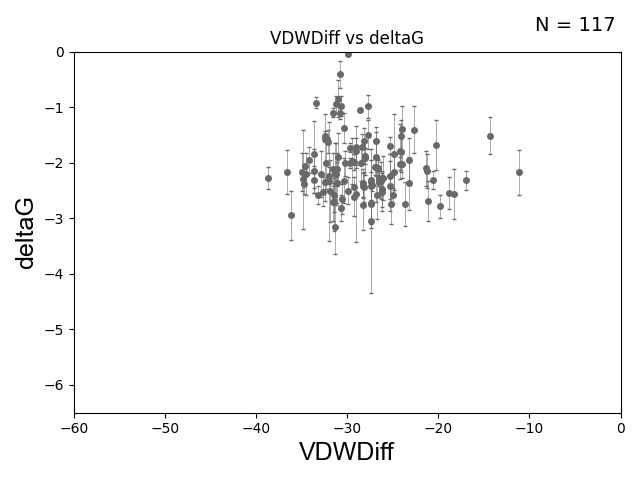 N = 117
VDWDiff vs deltaG
0
−1
−2
−3
−4
−5
−6
deltaG
−60 −50 −40 −30 −20 −10 0
VDWDiff